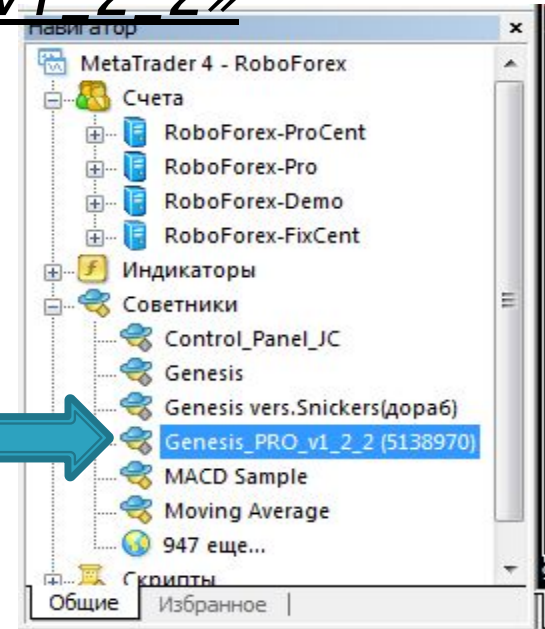 v1_2_2»
Навигатор
MetaTrader 4 - RoboForex
Счета
RoboForex-ProCent
RoboForex-Pro
RoboForex-Demo
RoboForex-FixCent
Индикаторы
Советники
Control_Panel_JC
Genesis
Genesis vers.Snickers(дораб)
Genesis_PRO_v1_2_2 (5138970)
MACD Sample
Moving Average
947 еще...
Скрипты
Общие Избранное